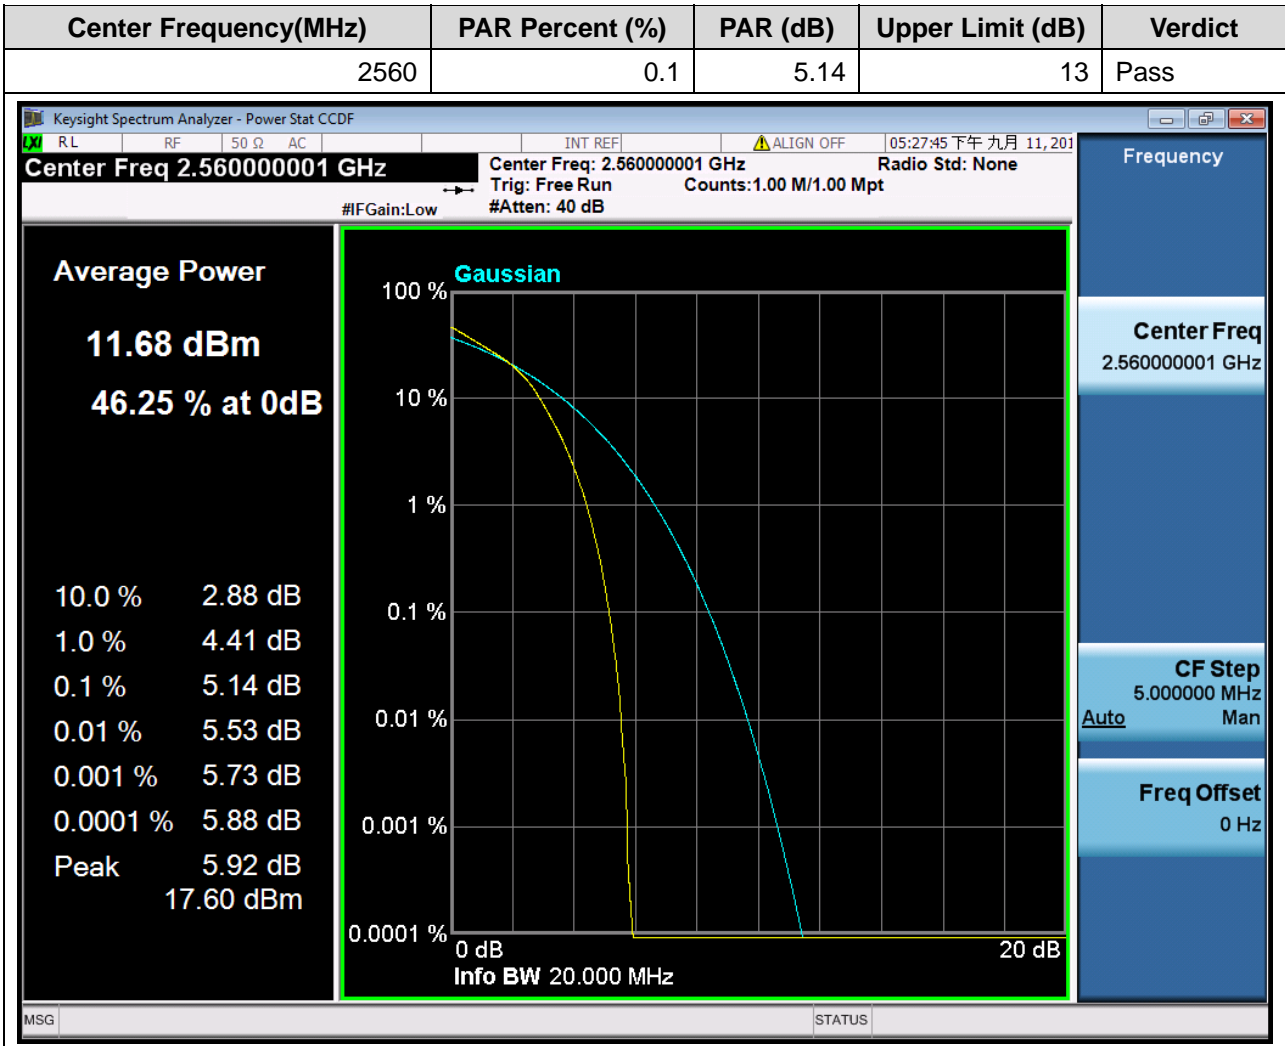 Center Frequency(MHz) PAR Percent (%) PAR (dB) Upper Limit (dB) Verdict
2560 0.1 5.14 13 Pass
Keysight Spectrum Analyzer - Power Stat CCDF
LXI RL RF 50 Ω AC INT REF ALIGN OFF 05:27:45 下午 九月 11, 201
Center Freq 2.560000001 GHz
Center Freq: 2.560000001 GHz Radio Std: None
Trig: Free Run Counts:1.00 M/1.00 Mpt
#IFGain:Low #Atten: 40 dB
Frequency
Average Power
11.68 dBm
46.25 % at 0dB
10.0 % 2.88 dB
1.0 % 4.41 dB
0.1 % 5.14 dB
0.01 % 5.53 dB
0.001 % 5.73 dB
0.0001 % 5.88 dB
Peak 5.92 dB
17.60 dBm
Gaussian
100 %
10 %
1 %
0.1 %
0.01 %
0.001 %
0.0001 %
0 dB 20 dB
Info BW 20.000 MHz
Center Freq
2.560000001 GHz
CF Step
5.000000 MHz
Auto Man
Freq Offset
0 Hz
MSG STATUS